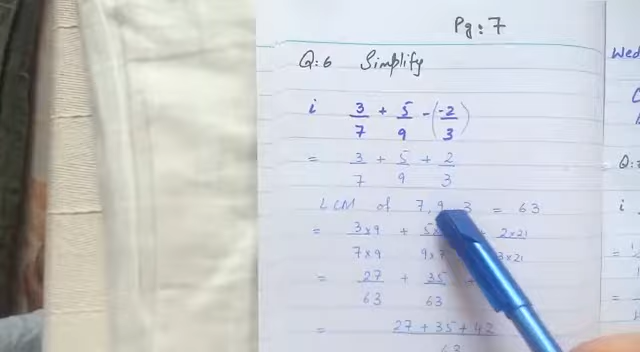 Pg: 7
Q:6 Simplify
i 3/7 + 5/9 - (-2/3)
= 3/7 + 5/9 + 2/3
LCM of 7, 9 3 = 63
= 3×9/7×9 + 5×/9×7 + 2×21/3×21
= 27/63 + 35/63
= 27 + 35 + 42/63
Wed
Q:7
i
=
=